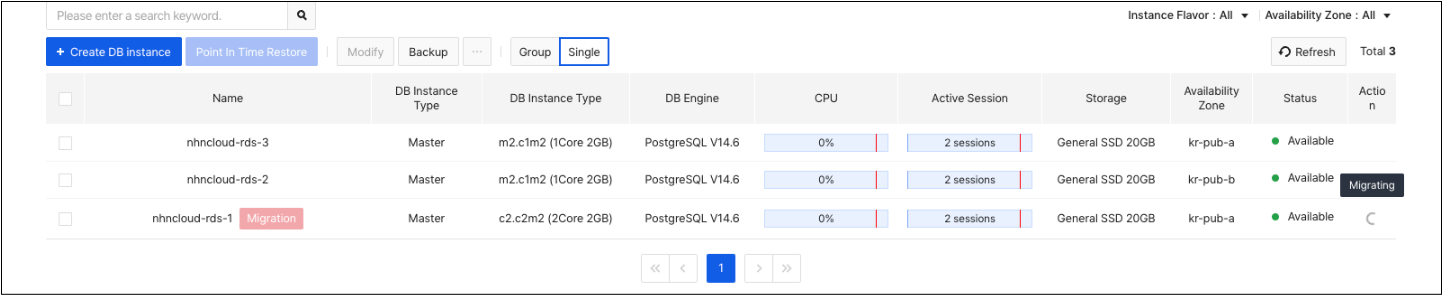 Please enter a search keyword.
Instance Flavor : All Availability Zone : All
+ Create DB instance Point In Time Restore Modify Backup ... Group Single Refresh Total 3
Name DB Instance Type DB Instance Type DB Engine CPU Active Session Storage Availability Zone Status Action
nhncloud-rds-3 Master m2.c1m2 (1Core 2GB) PostgreSQL V14.6 0% 2 sessions General SSD 20GB kr-pub-a Available
nhncloud-rds-2 Master m2.c1m2 (1Core 2GB) PostgreSQL V14.6 0% 2 sessions General SSD 20GB kr-pub-b Available
Migrating
nhncloud-rds-1 Migration Master c2.c2m2 (2Core 2GB) PostgreSQL V14.6 0% 2 sessions General SSD 20GB kr-pub-a Available
1